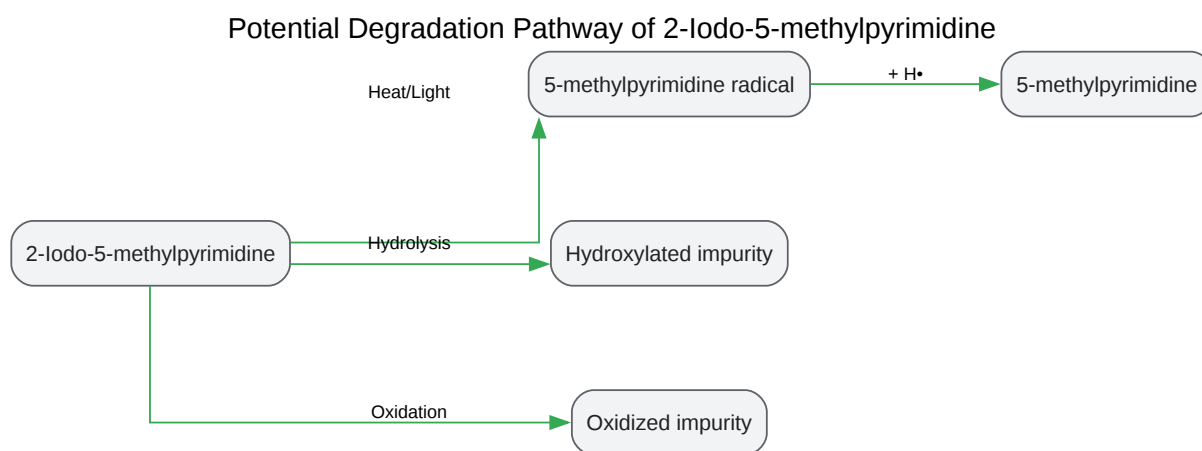 Potential Degradation Pathway of 2-Iodo-5-methylpyrimidine
Heat/Light
5-methylpyrimidine radical
+ H•
5-methylpyrimidine
2-Iodo-5-methylpyrimidine
Hydrolysis
Hydroxylated impurity
Oxidation
Oxidized impurity